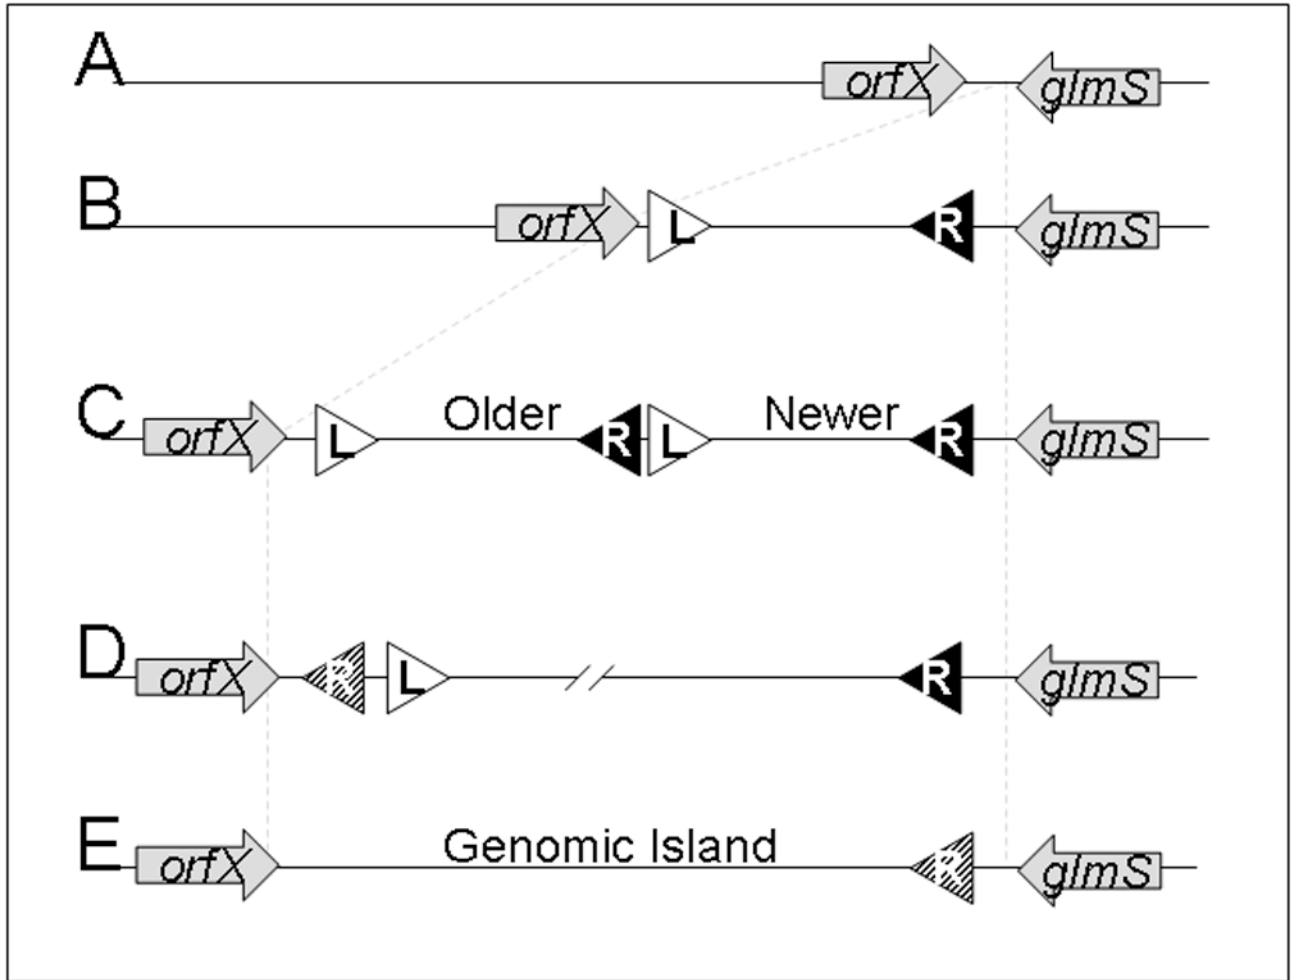 A orfX glmS
B orfX L R glmS
C orfX L Older R L Newer R glmS
D orfX R L R glmS
E orfX Genomic Island R glmS